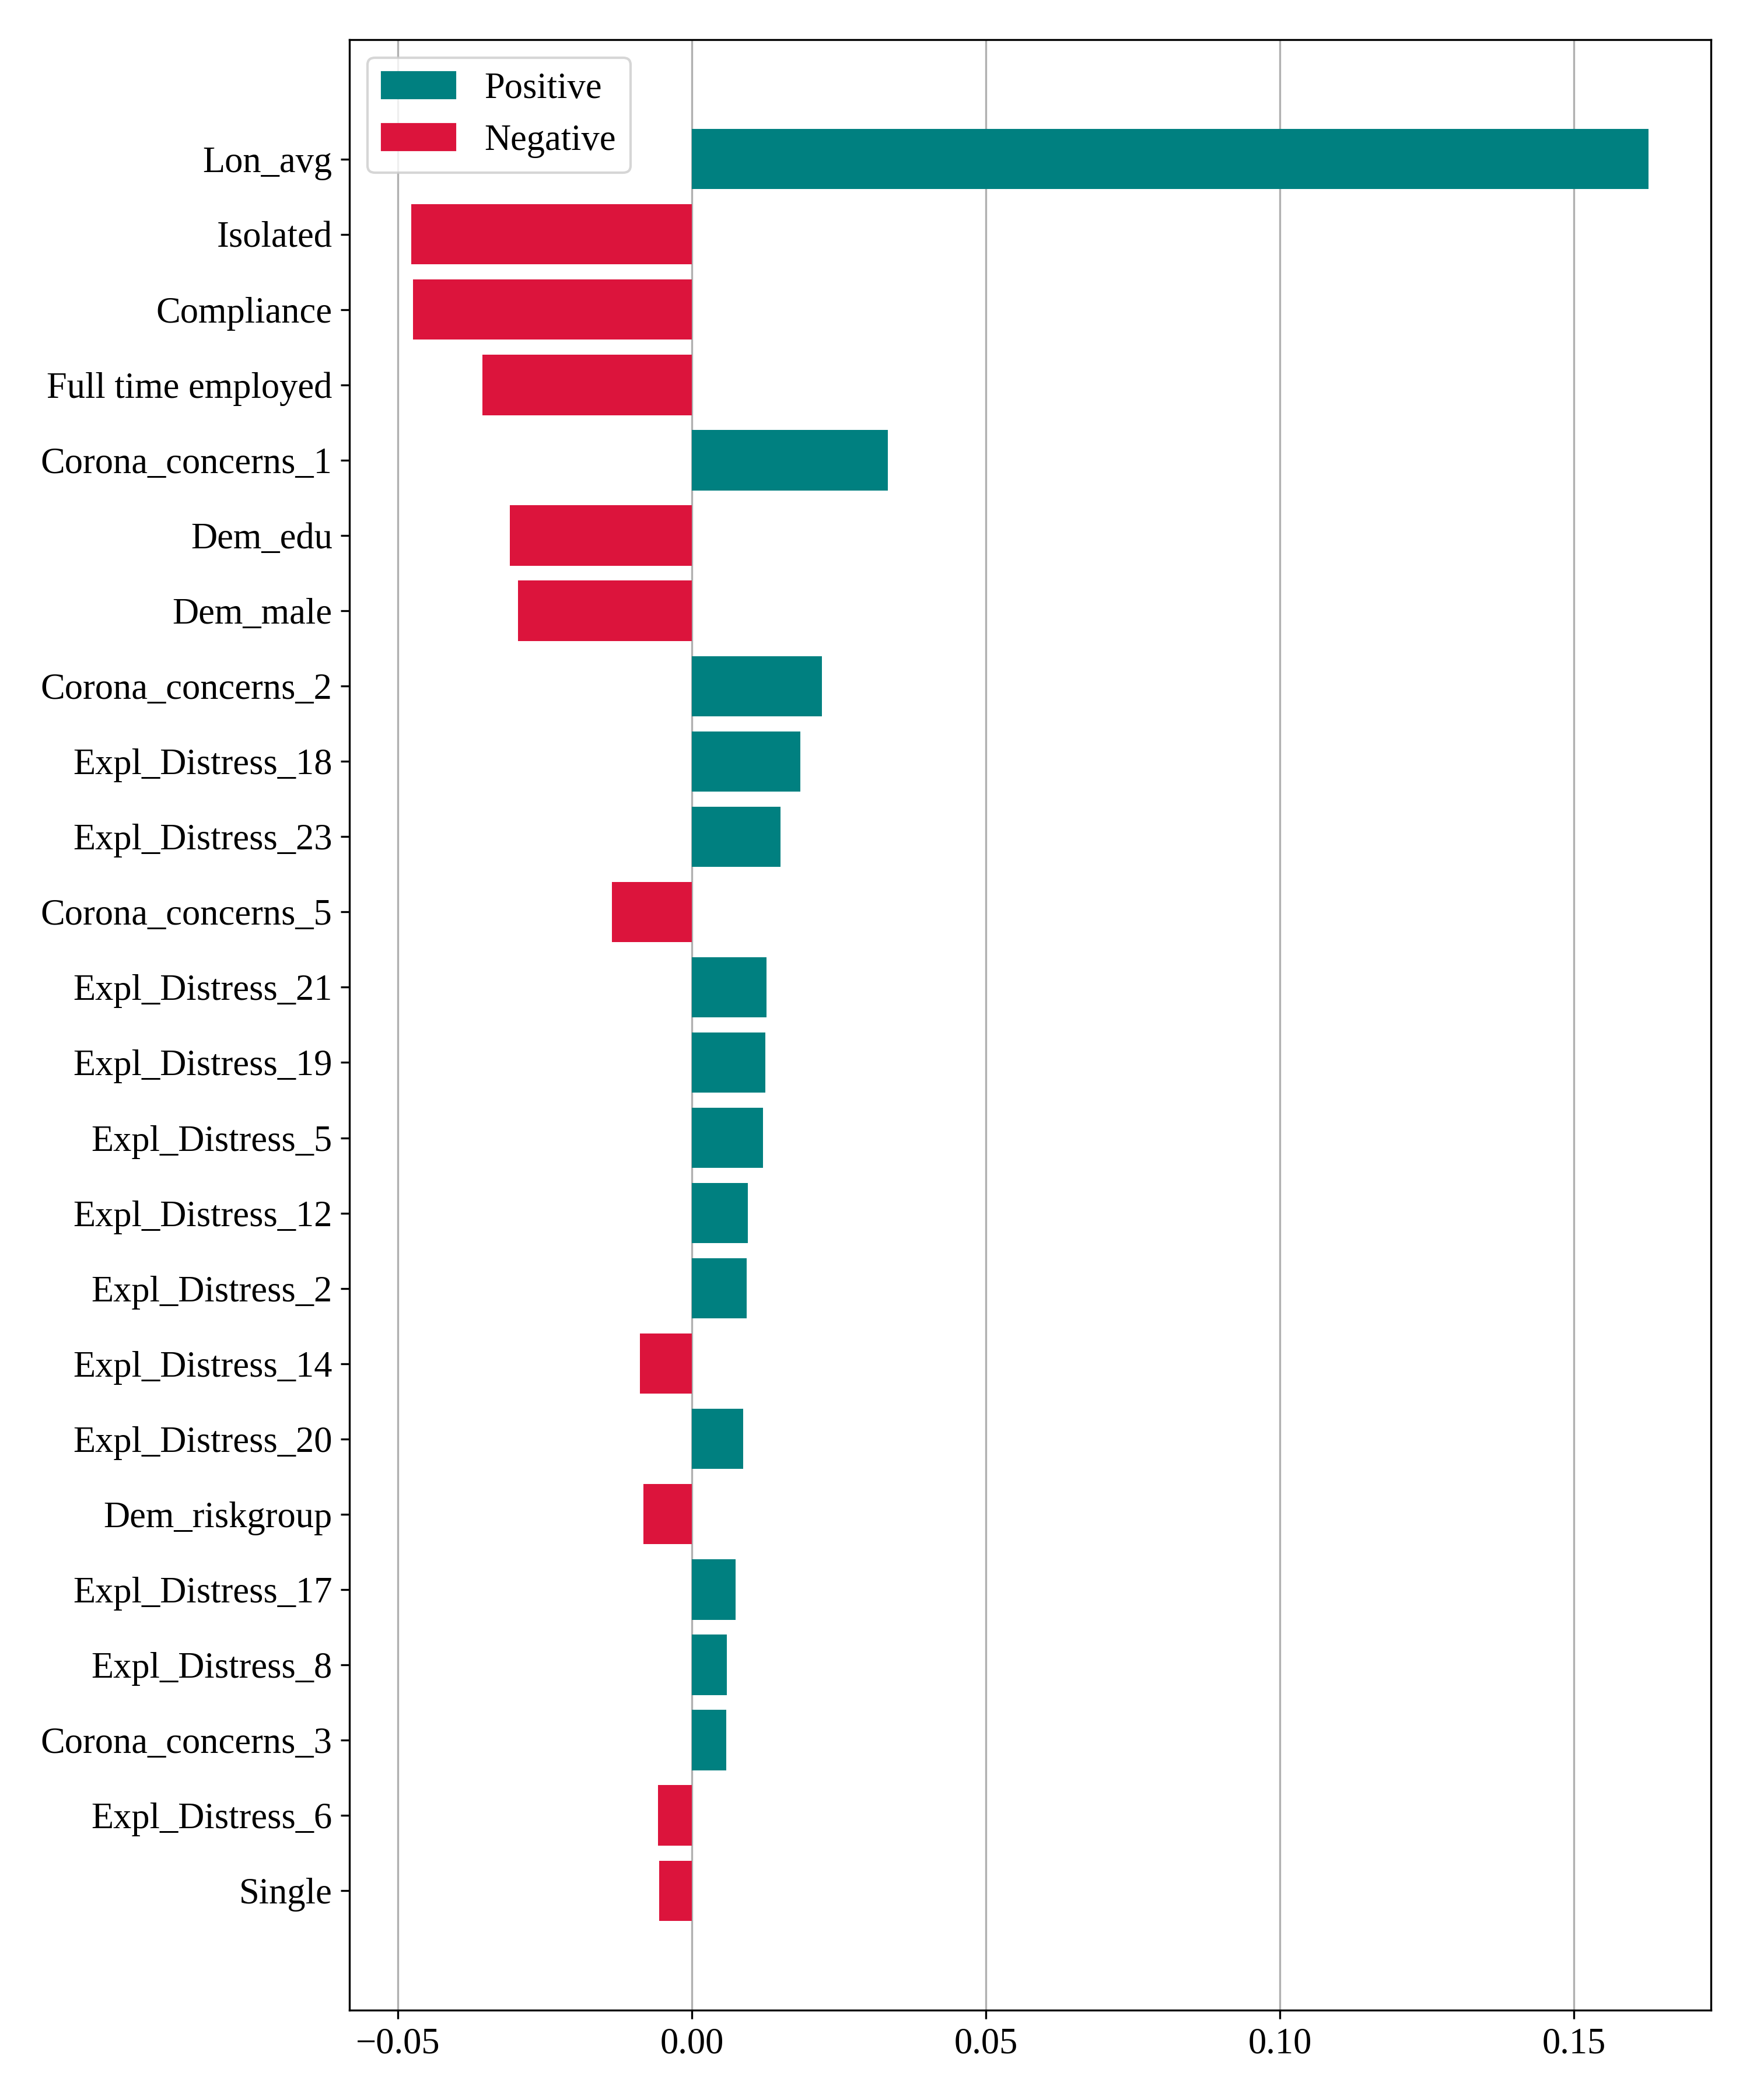 Positive
Negative
Lon_avg
Isolated
Compliance
Full time employed
Corona_concerns_1
Dem_edu
Dem_male
Corona_concerns_2
Expl_Distress_18
Expl_Distress_23
Corona_concerns_5
Expl_Distress_21
Expl_Distress_19
Expl_Distress_5
Expl_Distress_12
Expl_Distress_2
Expl_Distress_14
Expl_Distress_20
Dem_riskgroup
Expl_Distress_17
Expl_Distress_8
Corona_concerns_3
Expl_Distress_6
Single
−0.05 0.00 0.05 0.10 0.15